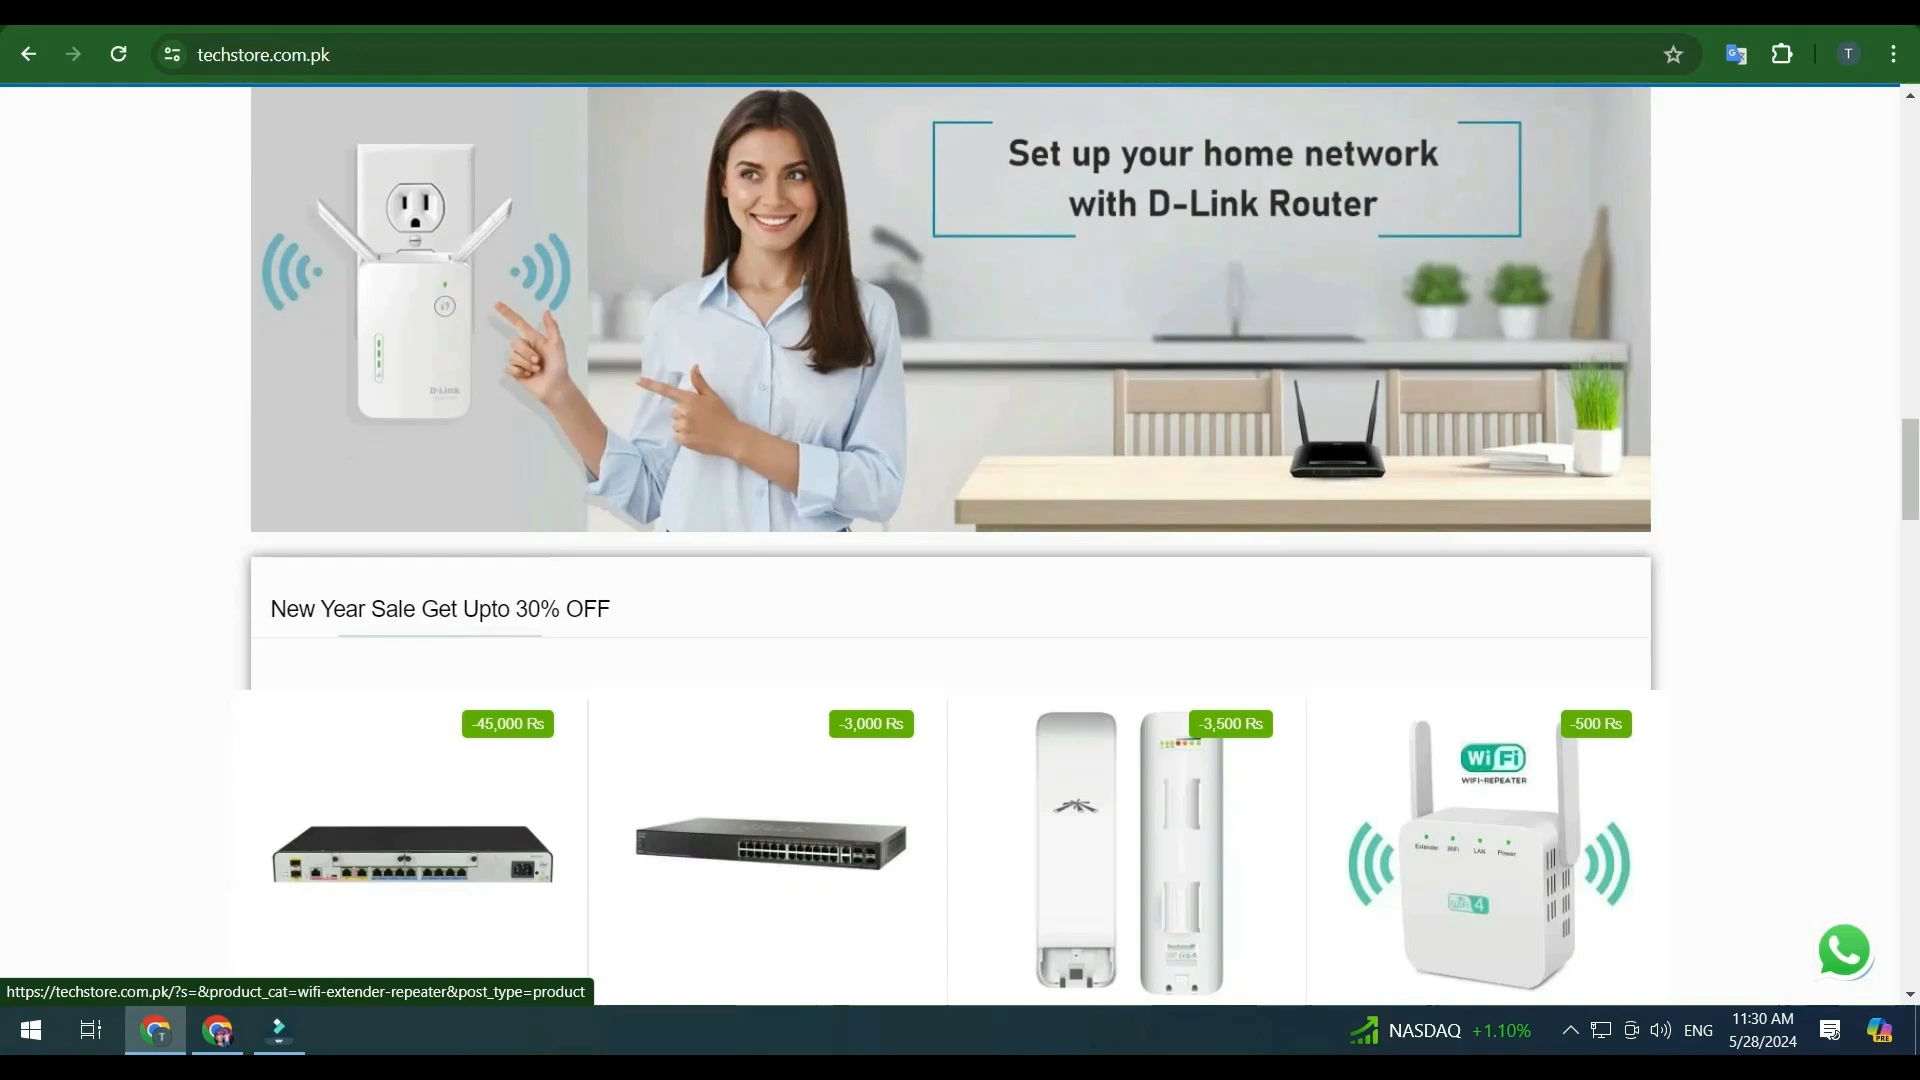 techstore.com.pk
T
Set up your home network
with D-Link Router
D-Link
New Year Sale Get Upto 30% OFF
-45,000 ₨
-3,000 ₨
-3,500 ₨
-500 ₨
WiFi
WIFI-REPEATER
Extender WiFi LAN Power
WiFi 4
https://techstore.com.pk/?s=&product_cat=wifi-extender-repeater&post_type=product
NASDAQ +1.10%
ENG
11:30 AM
5/28/2024
PRE